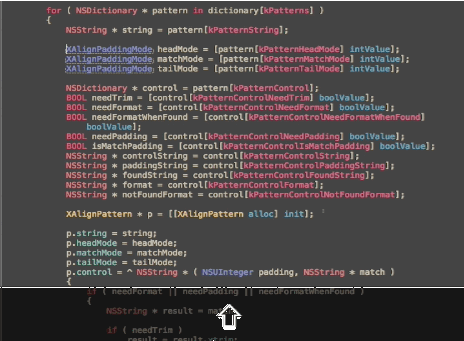 for ( NSDictionary * pattern in dictionary[kPatterns] )
{
NSString * string = pattern[kPatternString];
XAlignPaddingMode headMode = [pattern[kPatternHeadMode] intValue];
XAlignPaddingMode matchMode = [pattern[kPatternMatchMode] intValue];
XAlignPaddingMode tailMode = [pattern[kPatternTailMode] intValue];
NSDictionary * control = pattern[kPatternControl];
BOOL needTrim = [control[kPatternControlNeedTrim] boolValue];
BOOL needFormat = [control[kPatternControlNeedFormat] boolValue];
BOOL needFormatWhenFound = [control[kPatternControlNeedFormatWhenFound]
boolValue];
BOOL needPadding = [control[kPatternControlNeedPadding] boolValue];
BOOL isMatchPadding = [control[kPatternControlIsMatchPadding] boolValue];
NSString * controlString = control[kPatternControlString];
NSString * paddingString = control[kPatternControlPaddingString];
NSString * foundString = control[kPatternControlFoundString];
NSString * format = control[kPatternControlFormat];
NSString * notFoundFormat = control[kPatternControlNotFoundFormat];
XAlignPattern * p = [[XAlignPattern alloc] init];
p.string = string;
p.headMode = headMode;
p.matchMode = matchMode;
p.tailMode = tailMode;
p.control = ^ NSString * ( NSUInteger padding, NSString * match )
{
if ( needFormat || needPadding || needFormatWhenFound )
{
NSString * result =
if ( needTrim )
result = result